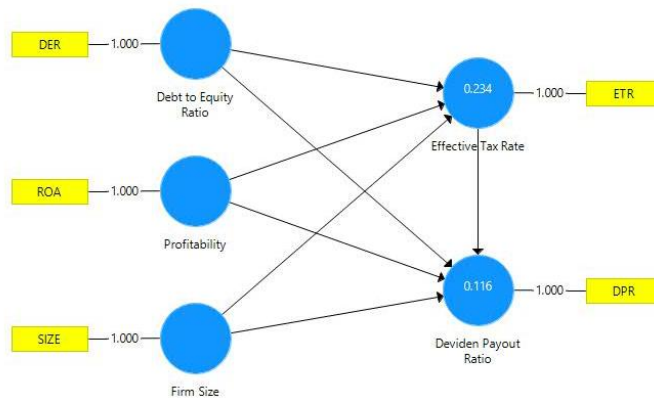 DER
1.000
Debt to Equity
Ratio
0.234
1.000
ETR
Effective Tax Rate
ROA
1.000
Profitability
0.116
1.000
DPR
Deviden Payout
Ratio
SIZE
1.000
Firm Size